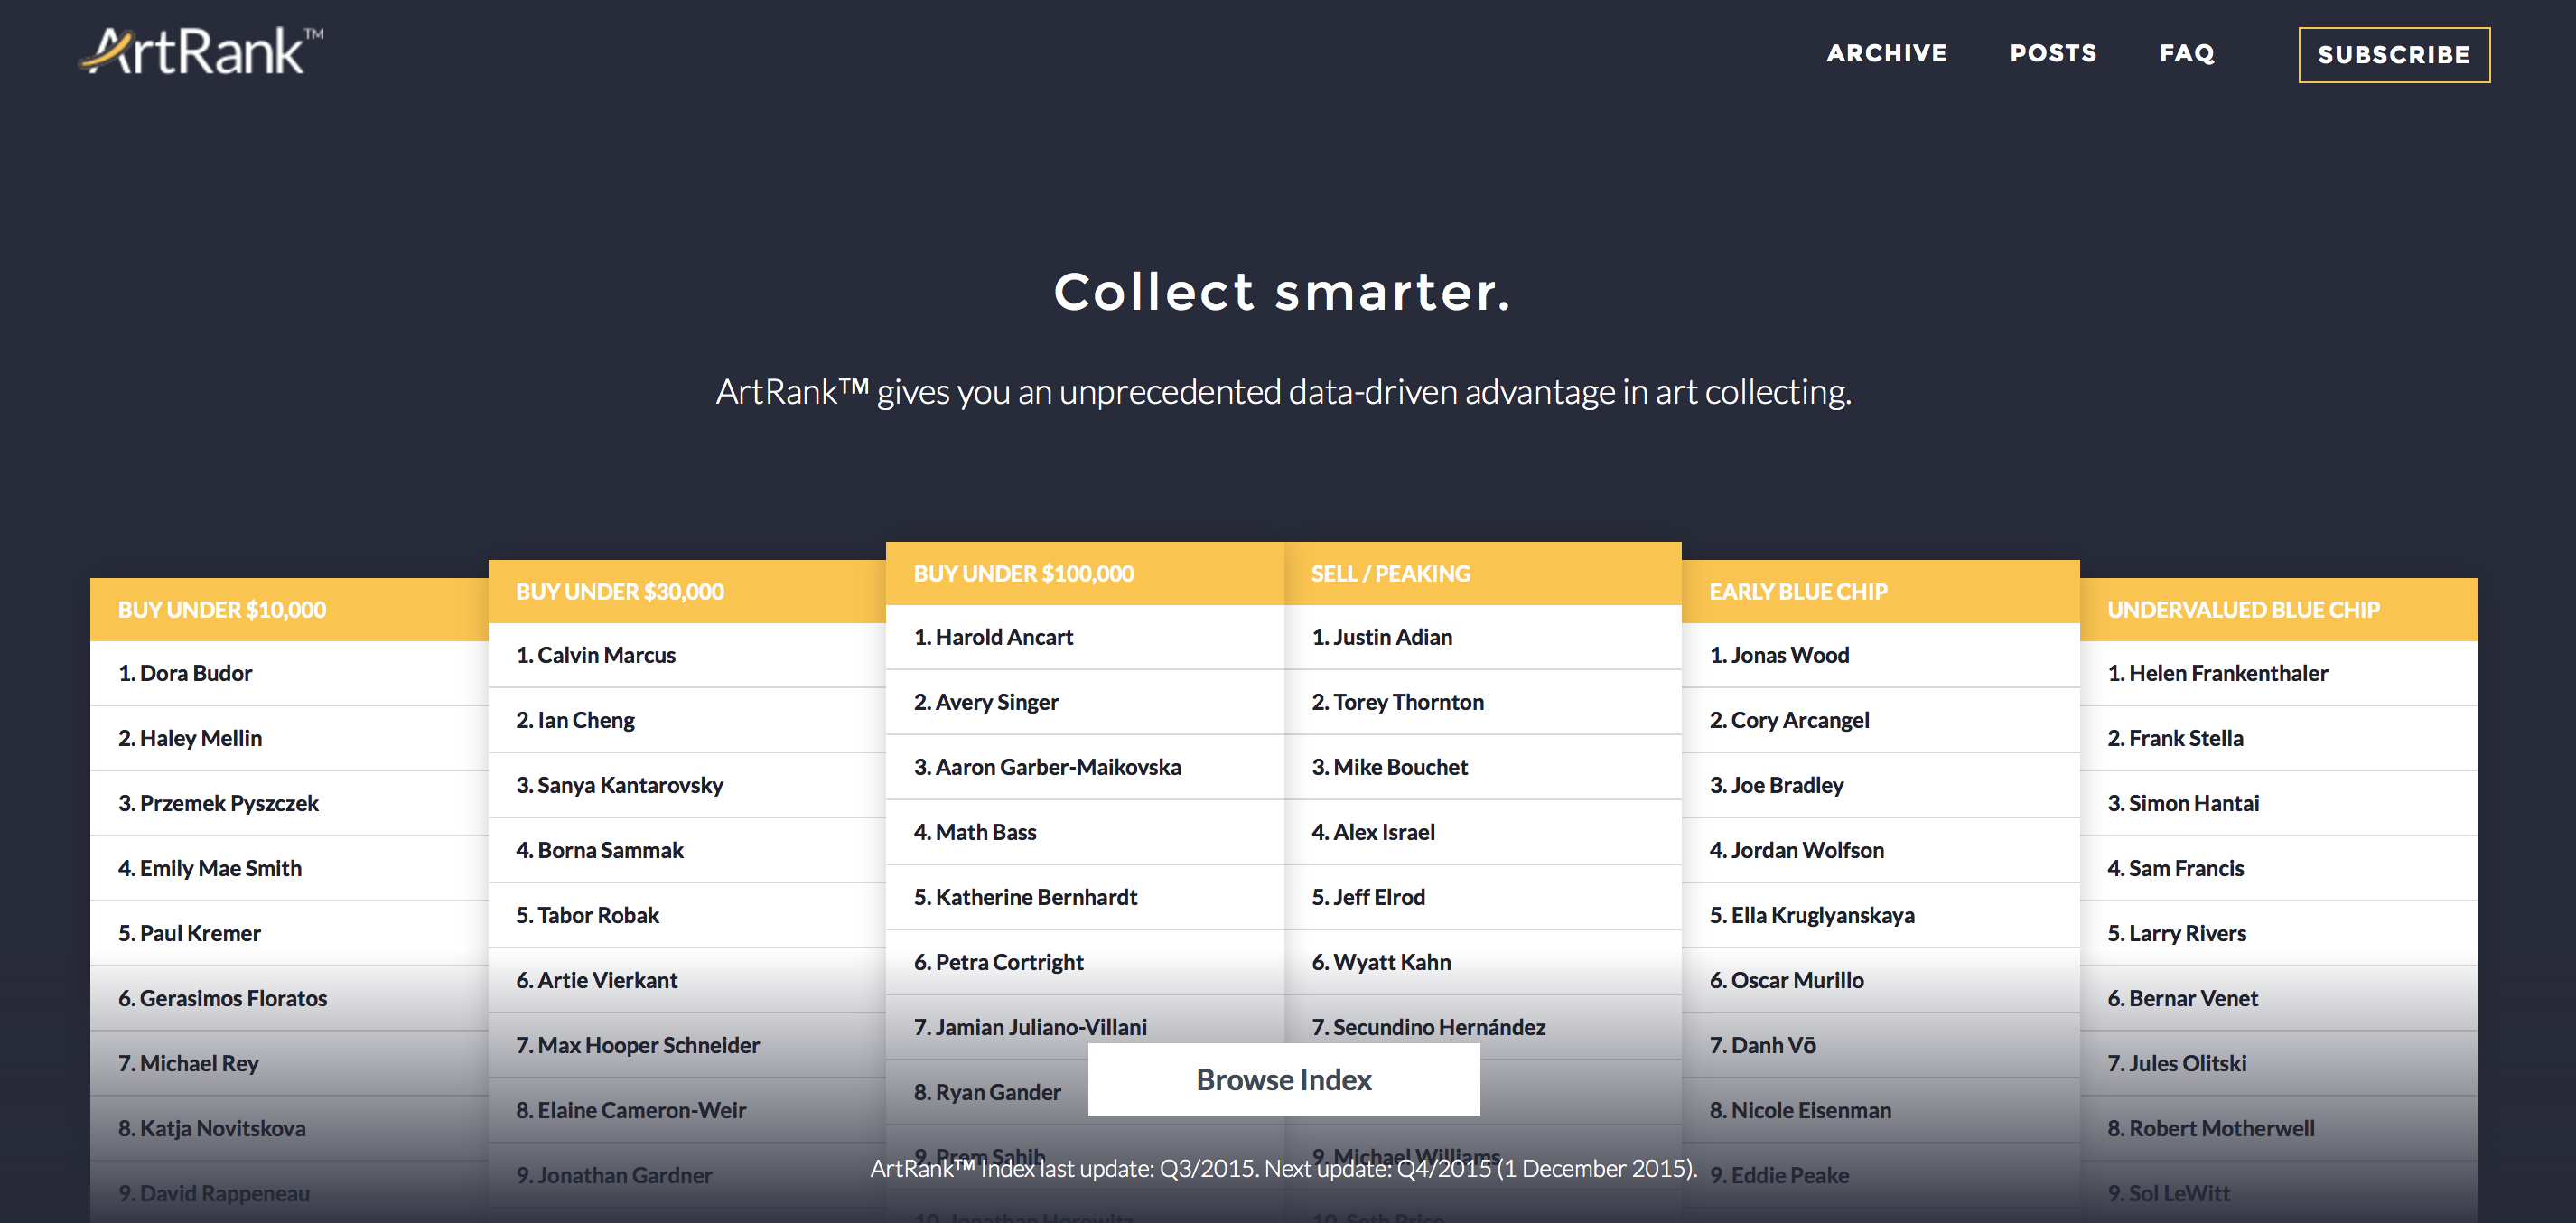 ArtRank™
ARCHIVE
POSTS
FAQ
SUBSCRIBE
Collect smarter.
ArtRank™ gives you an unprecedented data-driven advantage in art collecting.
BUY UNDER $10,000
1. Dora Budor
2. Haley Mellin
3. Przemek Pyszczek
4. Emily Mae Smith
5. Paul Kremer
6. Gerasimos Floratos
7. Michael Rey
8. Katja Novitskova
9. David Rappeneau
BUY UNDER $30,000
1. Calvin Marcus
2. Ian Cheng
3. Sanya Kantarovsky
4. Borna Sammak
5. Tabor Robak
6. Artie Vierkant
7. Max Hooper Schneider
8. Elaine Cameron-Weir
9. Jonathan Gardner
BUY UNDER $100,000
1. Harold Ancart
2. Avery Singer
3. Aaron Garber-Maikovska
4. Math Bass
5. Katherine Bernhardt
6. Petra Cortright
7. Jamian Juliano-Villani
8. Ryan Gander
9. Prem Sahib
10. Jonathan Horowitz
SELL / PEAKING
1. Justin Adian
2. Torey Thornton
3. Mike Bouchet
4. Alex Israel
5. Jeff Elrod
6. Wyatt Kahn
7. Secundino Hernández
9. Michael Williams
10. Seth Price
EARLY BLUE CHIP
1. Jonas Wood
2. Cory Arcangel
3. Joe Bradley
4. Jordan Wolfson
5. Ella Kruglyanskaya
6. Oscar Murillo
7. Danh Vō
8. Nicole Eisenman
9. Eddie Peake
UNDERVALUED BLUE CHIP
1. Helen Frankenthaler
2. Frank Stella
3. Simon Hantai
4. Sam Francis
5. Larry Rivers
6. Bernar Venet
7. Jules Olitski
8. Robert Motherwell
9. Sol LeWitt
Browse Index
ArtRank™ Index last update: Q3/2015. Next update: Q4/2015 (1 December 2015).